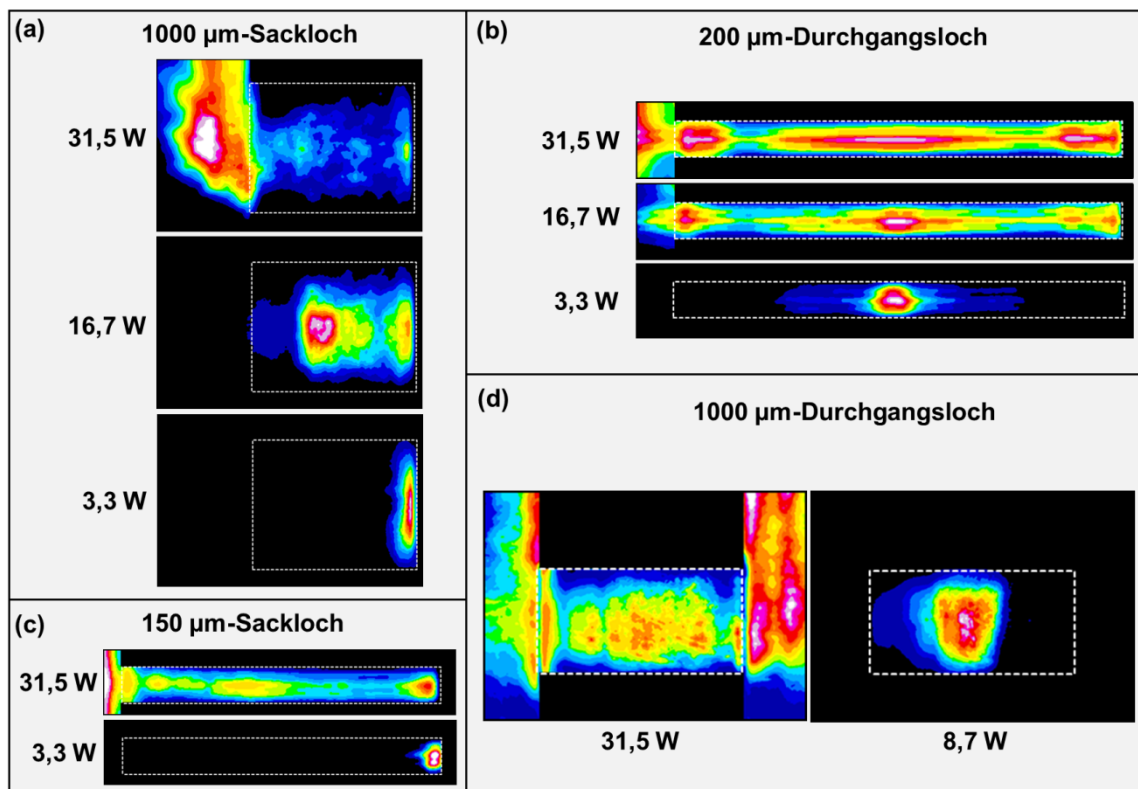 (a)
1000 µm-Sackloch
31,5 W
16,7 W
3,3 W
(b)
200 µm-Durchgangsloch
31,5 W
16,7 W
3,3 W
(c)
150 µm-Sackloch
31,5 W
3,3 W
(d)
1000 µm-Durchgangsloch
31,5 W
8,7 W